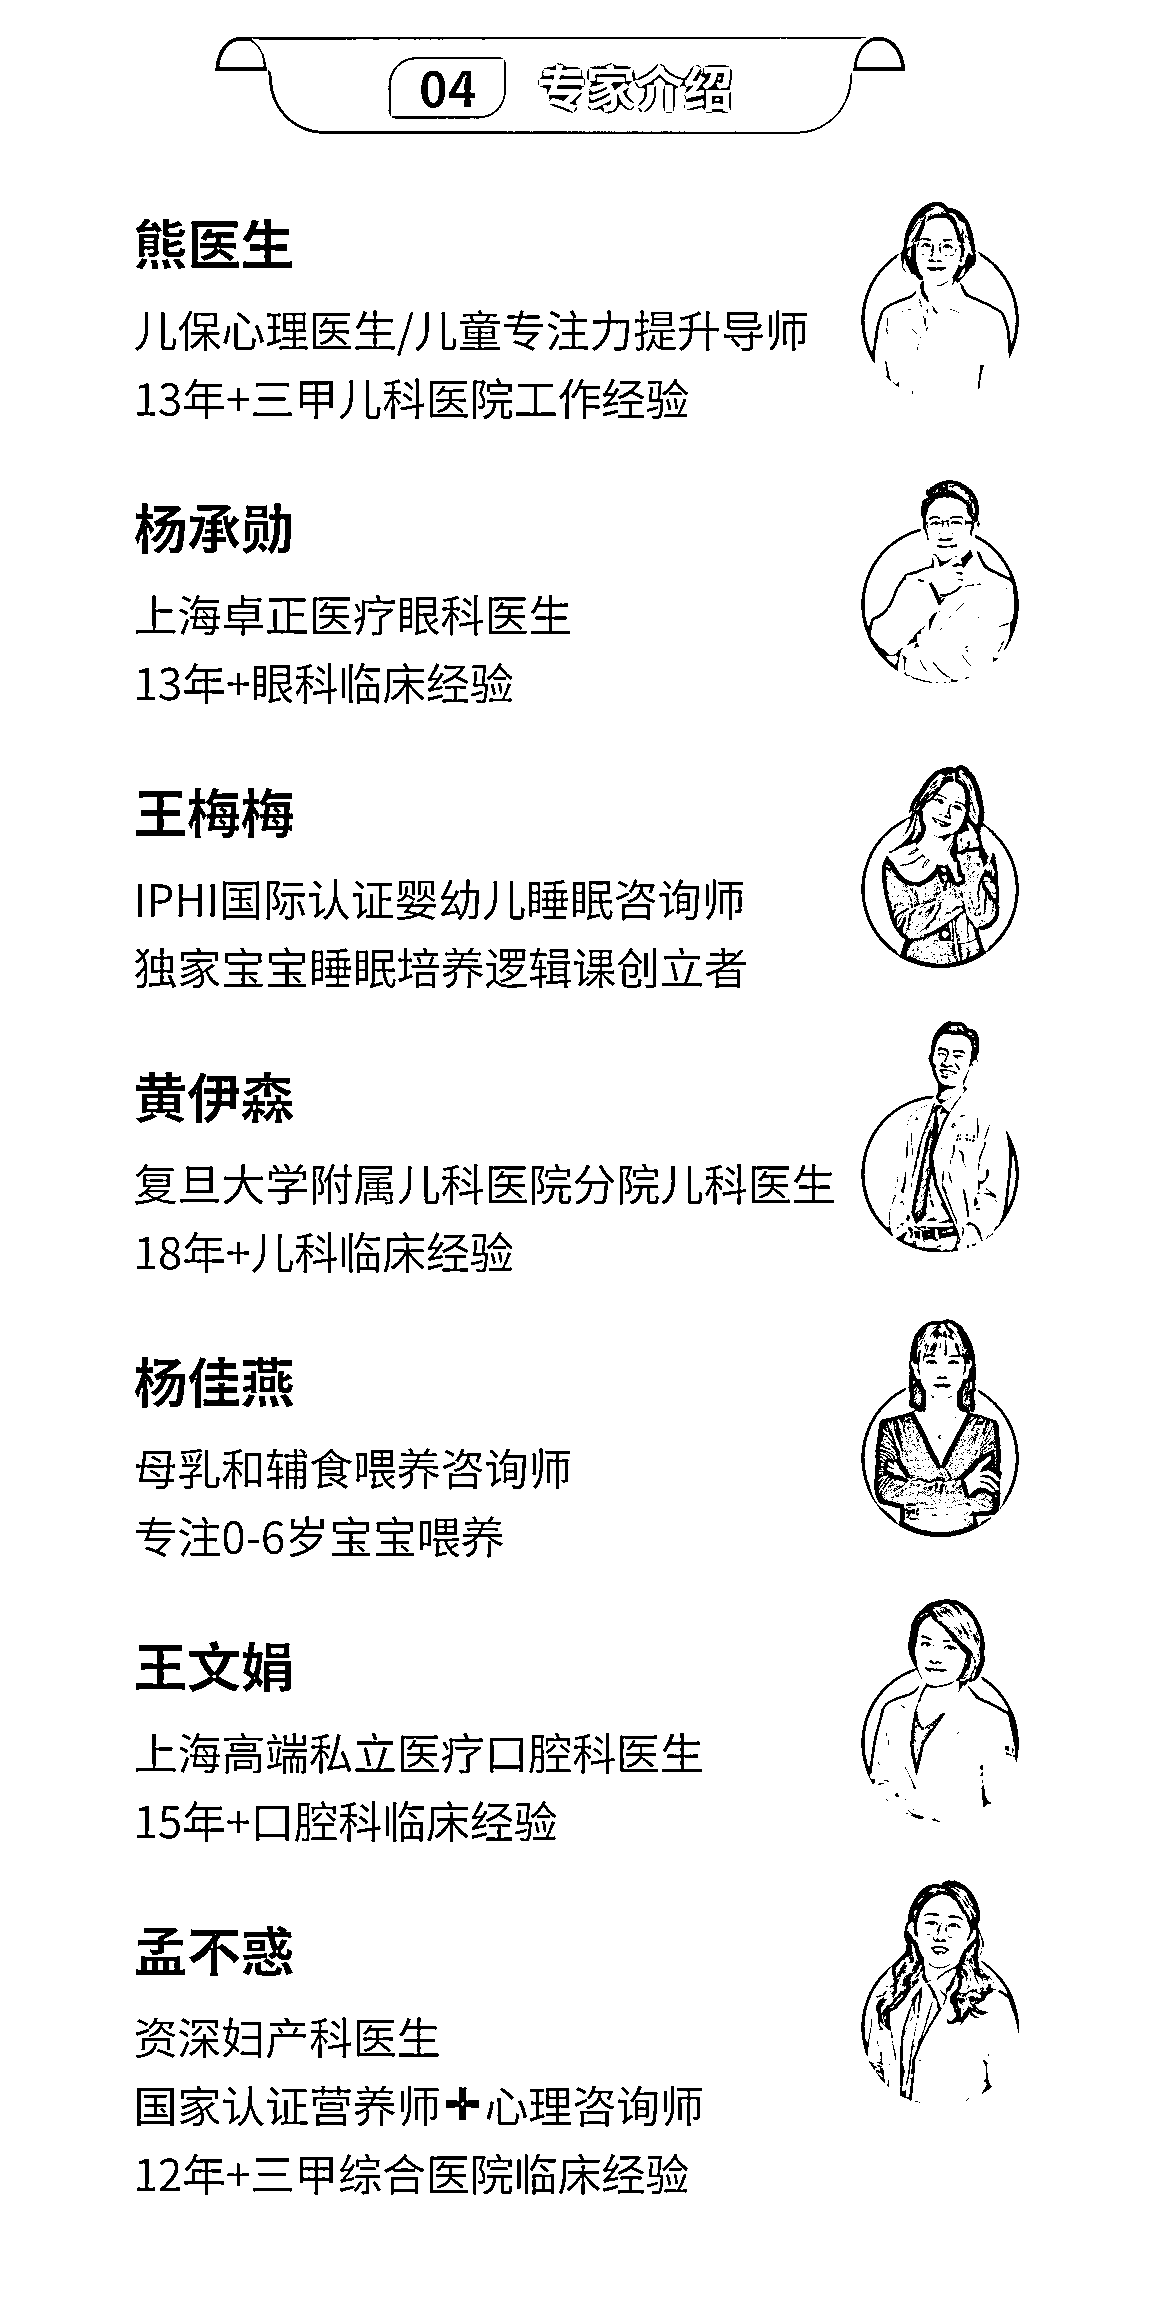 04 专家介绍
熊医生
儿保心理医生/儿童专注力提升导师
13年+三甲儿科医院工作经验
杨承勋
上海卓正医疗眼科医生
13年+眼科临床经验
王梅梅
IPHI国际认证婴幼儿睡眠咨询师
独家宝宝睡眠培养逻辑课创立者
黄伊森
复旦大学附属儿科医院分院儿科医生
18年+儿科临床经验
杨佳燕
母乳和辅食喂养咨询师
专注0-6岁宝宝喂养
王文娟
上海高端私立医疗口腔科医生
15年+口腔科临床经验
孟不惑
资深妇产科医生
国家认证营养师➕心理咨询师
12年+三甲综合医院临床经验